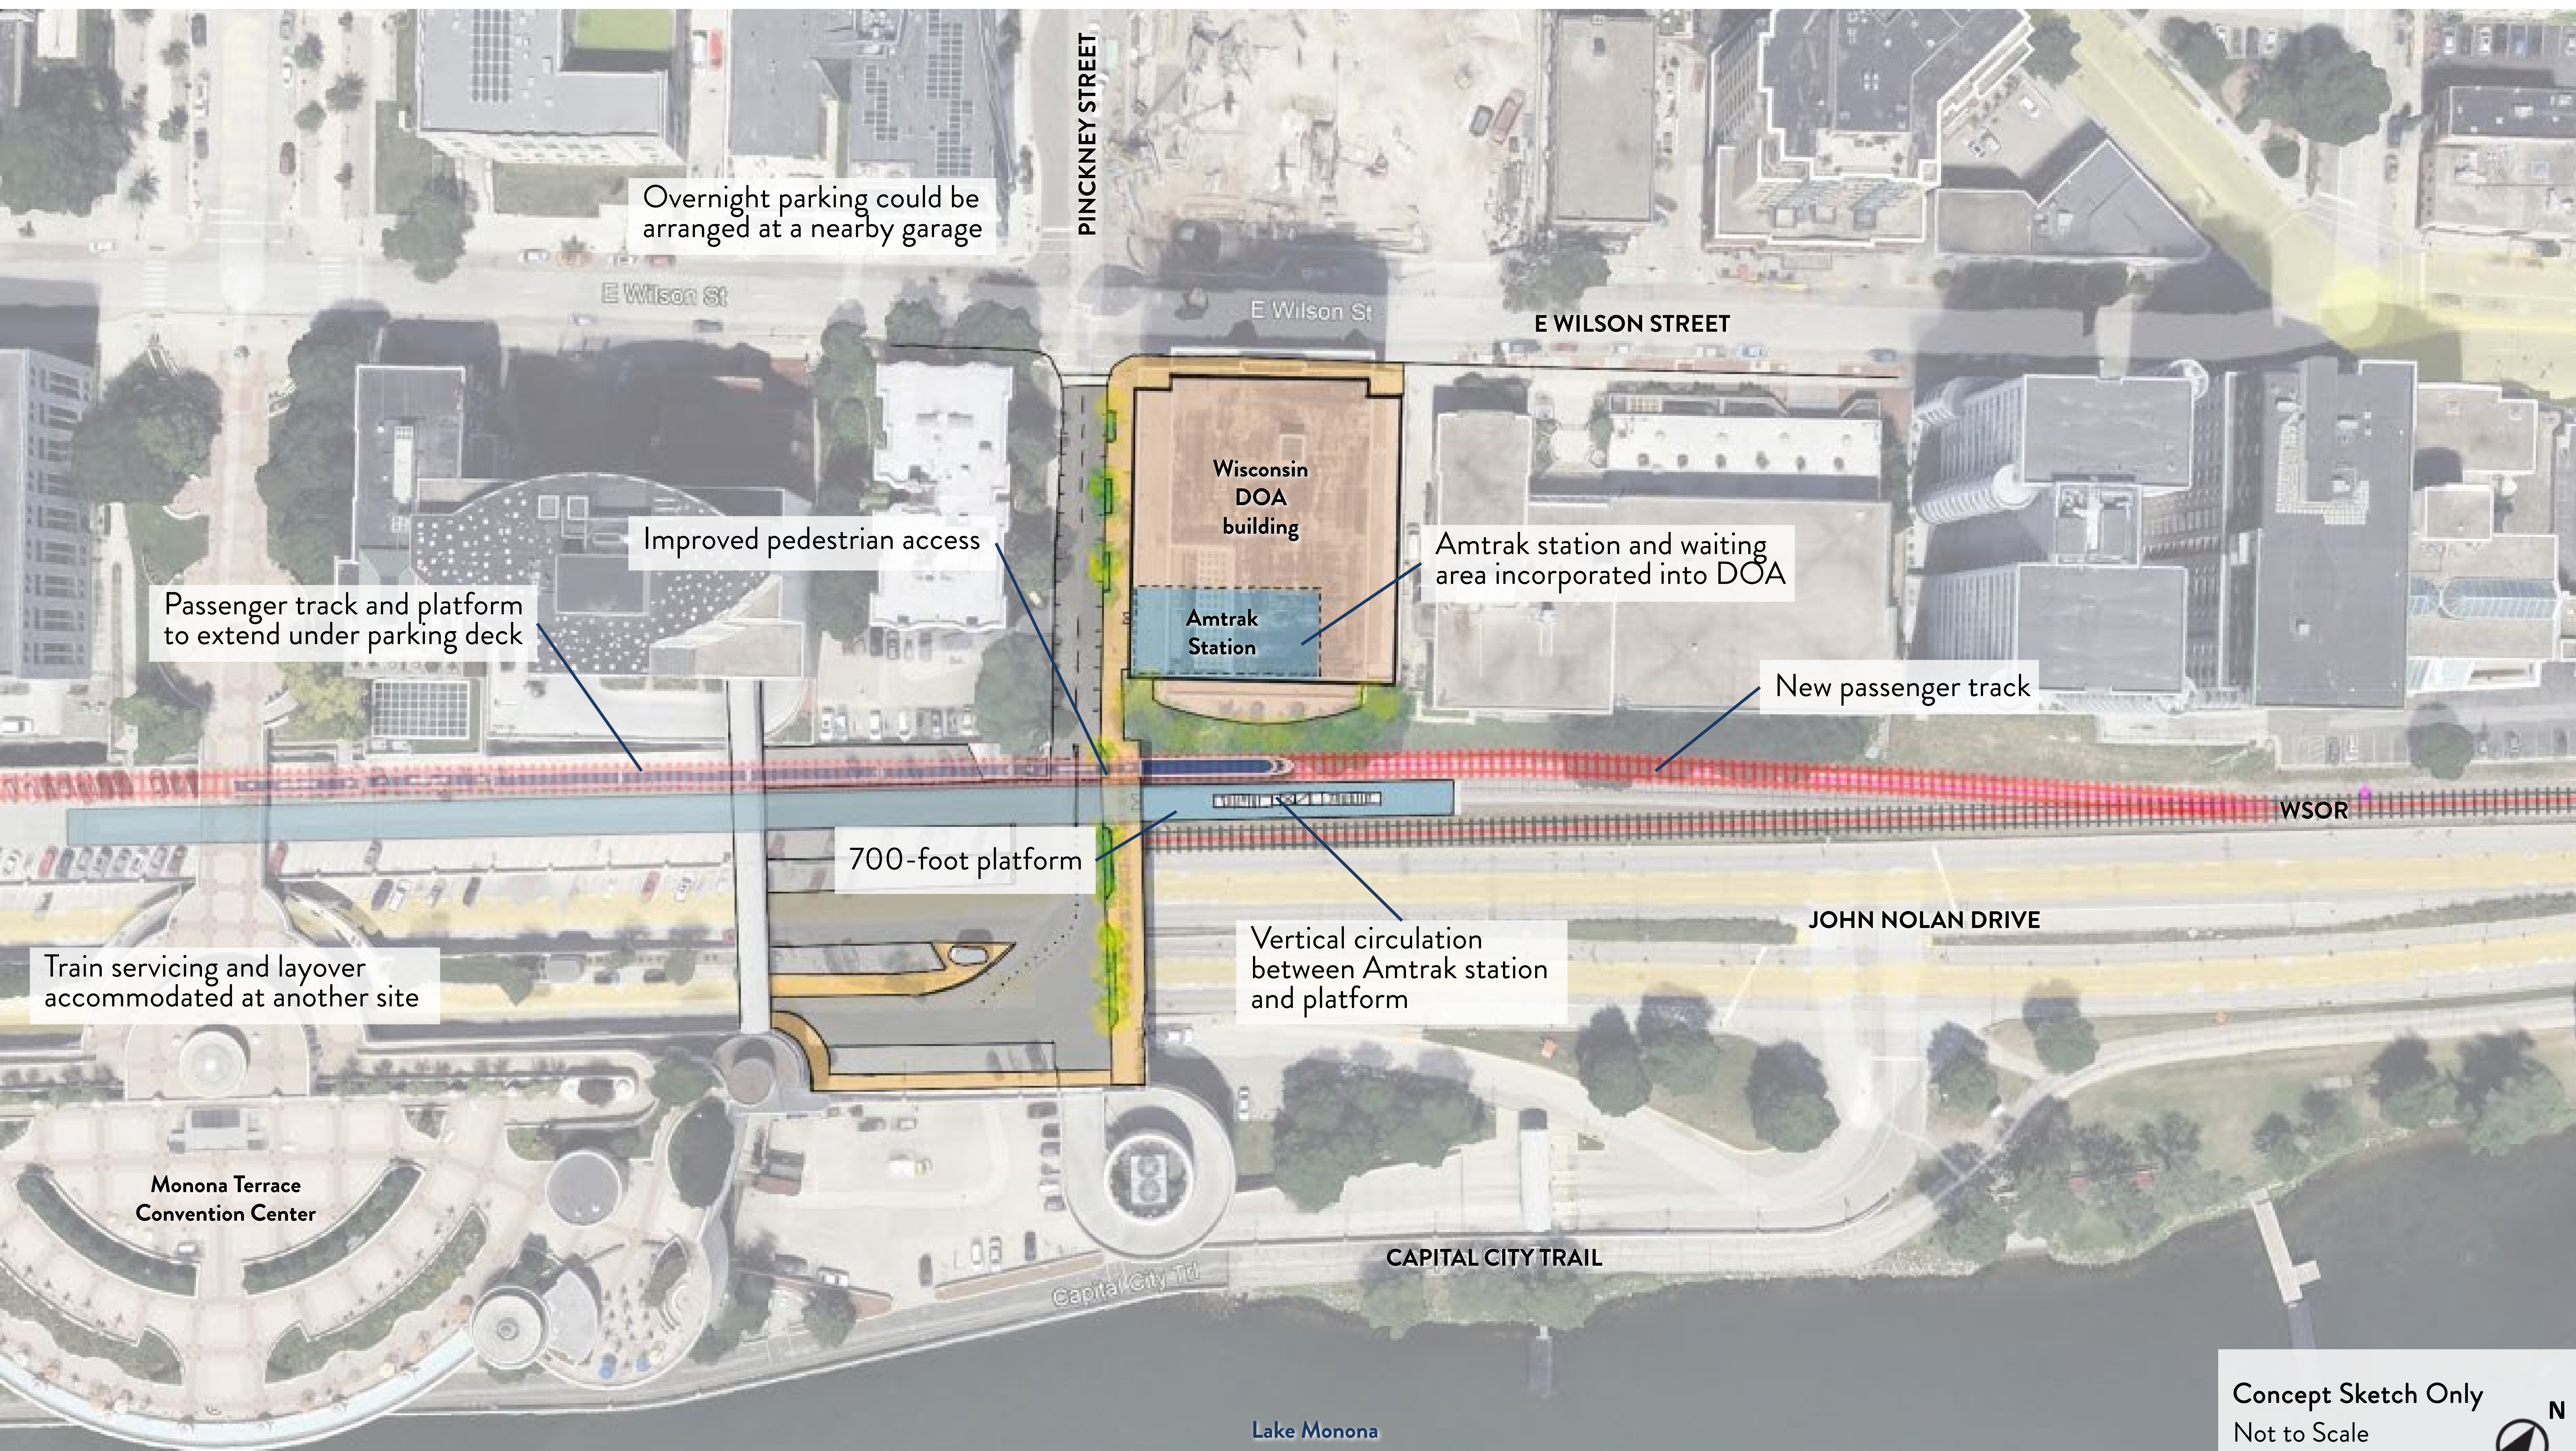 PINCKNEY STREET
Overnight parking could be
arranged at a nearby garage
E Wilson St
E Wilson St
E WILSON STREET
Wisconsin
DOA
building
Improved pedestrian access
Amtrak station and waiting
area incorporated into DOA
Passenger track and platform
to extend under parking deck
Amtrak
Station
New passenger track
WSOR
700-foot platform
JOHN NOLAN DRIVE
Vertical circulation
between Amtrak station
and platform
Train servicing and layover
accommodated at another site
Monona Terrace
Convention Center
CAPITAL CITY TRAIL
Capital City Trl
Lake Monona
Concept Sketch Only
Not to Scale
N